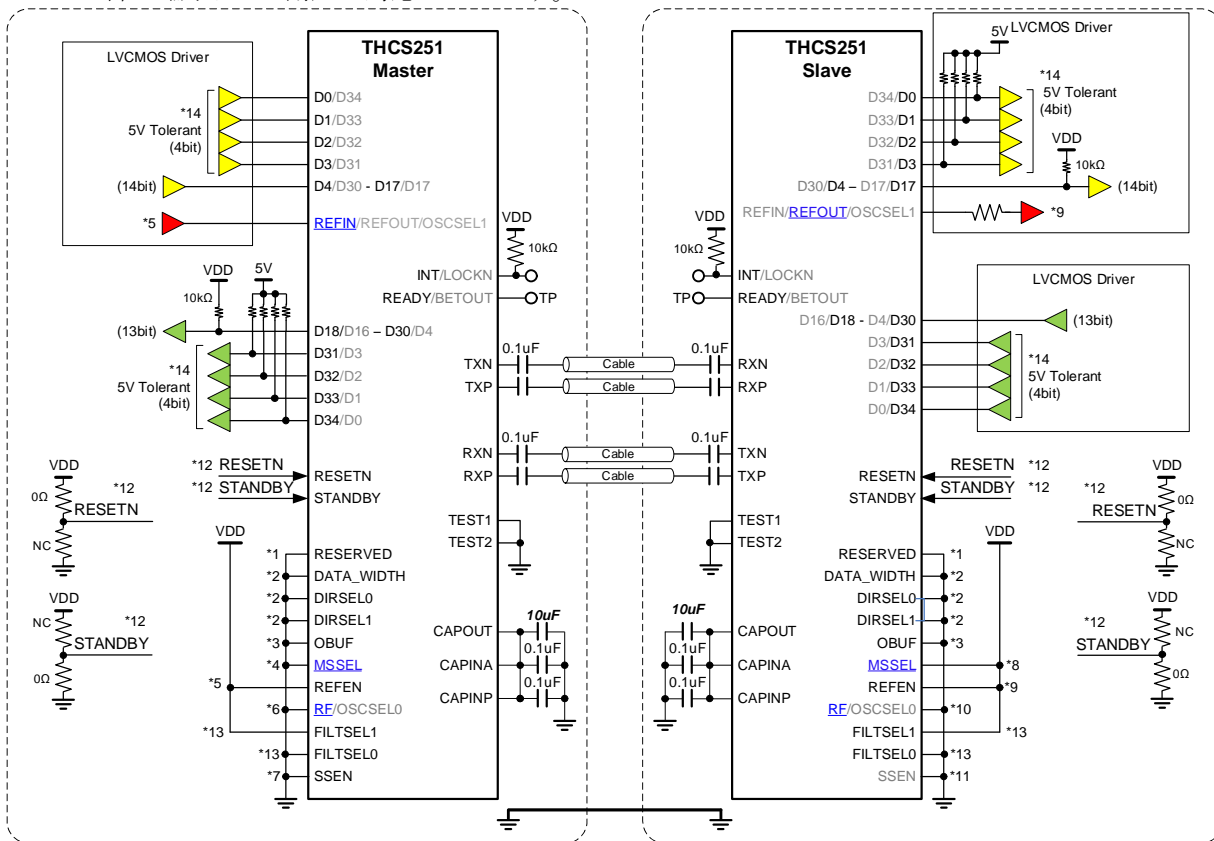 THCS251
Master
LVCMOS Driver
*14
5V Tolerant
(4bit)
(14bit)
*5
D0/D34
D1/D33
D2/D32
D3/D31
D4/D30 - D17/D17
REFIN/REFOUT/OSCSEL1
VDD
10kΩ
INT/LOCKN
READY/BETOUT
TP
VDD
5V
10kΩ
(13bit)
*14
5V Tolerant
(4bit)
D18/D16 – D30/D4
D31/D3
D32/D2
D33/D1
D34/D0
TXN
TXP
0.1uF
Cable
Cable
0.1uF
RXN
RXP
RXN
RXP
0.1uF
Cable
Cable
0.1uF
TXN
TXP
*12 RESETN
*12 STANDBY
RESETN
STANDBY
VDD
0Ω
*12
RESETN
NC
VDD
NC
*12
STANDBY
0Ω
VDD
TEST1
TEST2
*1 RESERVED
*2 DATA_WIDTH
*2 DIRSEL0
*2 DIRSEL1
*3 OBUF
*4 MSSEL
*5 REFEN
*6 RF/OSCSEL0
*13 FILTSEL1
*13 FILTSEL0
*7 SSEN
CAPOUT
CAPINA
CAPINP
10uF
0.1uF
0.1uF
THCS251
Slave
5V
LVCMOS Driver
*14
5V Tolerant
(4bit)
VDD
10kΩ
(14bit)
*9
D34/D0
D33/D1
D32/D2
D31/D3
D30/D4 – D17/D17
REFIN/REFOUT/OSCSEL1
VDD
10kΩ
INT/LOCKN
TP
READY/BETOUT
LVCMOS Driver
(13bit)
*14
5V Tolerant
(4bit)
D16/D18 - D4/D30
D3/D31
D2/D32
D1/D33
D0/D34
RESETN
STANDBY
RESETN *12
STANDBY *12
VDD
0Ω
*12
RESETN
NC
VDD
NC
*12
STANDBY
0Ω
VDD
TEST1
TEST2
RESERVED *1
DATA_WIDTH *2
DIRSEL0 *2
DIRSEL1 *2
OBUF *3
MSSEL *8
REFEN *9
RF/OSCSEL0 *10
FILTSEL1 *13
FILTSEL0 *13
SSEN *11
10uF
0.1uF
0.1uF
CAPOUT
CAPINA
CAPINP